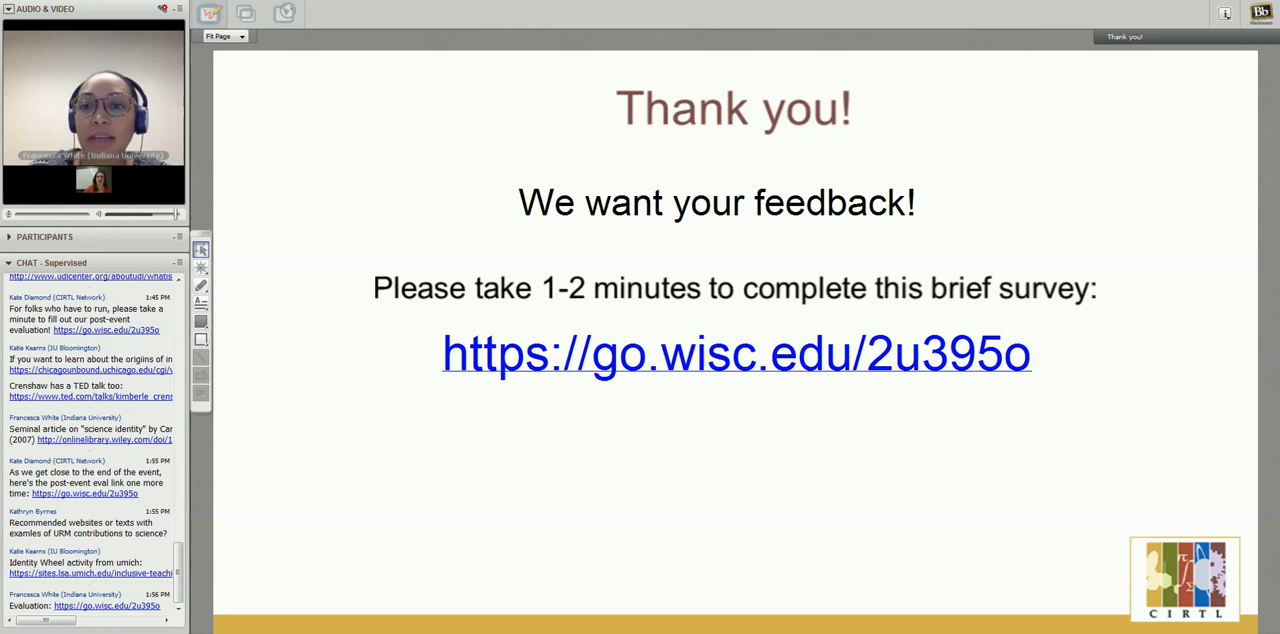 AUDIO & VIDEO
Francesca White (Indiana University)
PARTICIPANTS
CHAT - Supervised
http://www.udlcenter.org/aboutudl/whatis
Kate Diamond (CIRTL Network) 1:45 PM
For folks who have to run, please take a
minute to fill out our post-event
evaluation! https://go.wisc.edu/2u395o
Katie Kearns (IU Bloomington)
If you want to learn about the origiins of in
https://chicagounbound.uchicago.edu/cgi/v
Crenshaw has a TED talk too:
https://www.ted.com/talks/kimberle_crens
Francesca White (Indiana University)
Seminal article on "science identity" by Car
(2007) http://onlinelibrary.wiley.com/doi/1
Kate Diamond (CIRTL Network) 1:55 PM
As we get close to the end of the event,
here's the post-event eval link one more
time: https://go.wisc.edu/2u395o
Kathryn Byrnes 1:55 PM
Recommended websites or texts with
examles of URM contributions to science?
Katie Kearns (IU Bloomington)
Identity Wheel activity from umich:
https://sites.lsa.umich.edu/inclusive-teachi
1:56 PM
Evaluation: https://go.wisc.edu/2u395o
Fit Page
Thank you!
Bb
Blackboard
Thank you!
We want your feedback!
Please take 1-2 minutes to complete this brief survey:
https://go.wisc.edu/2u395o
CIRTL